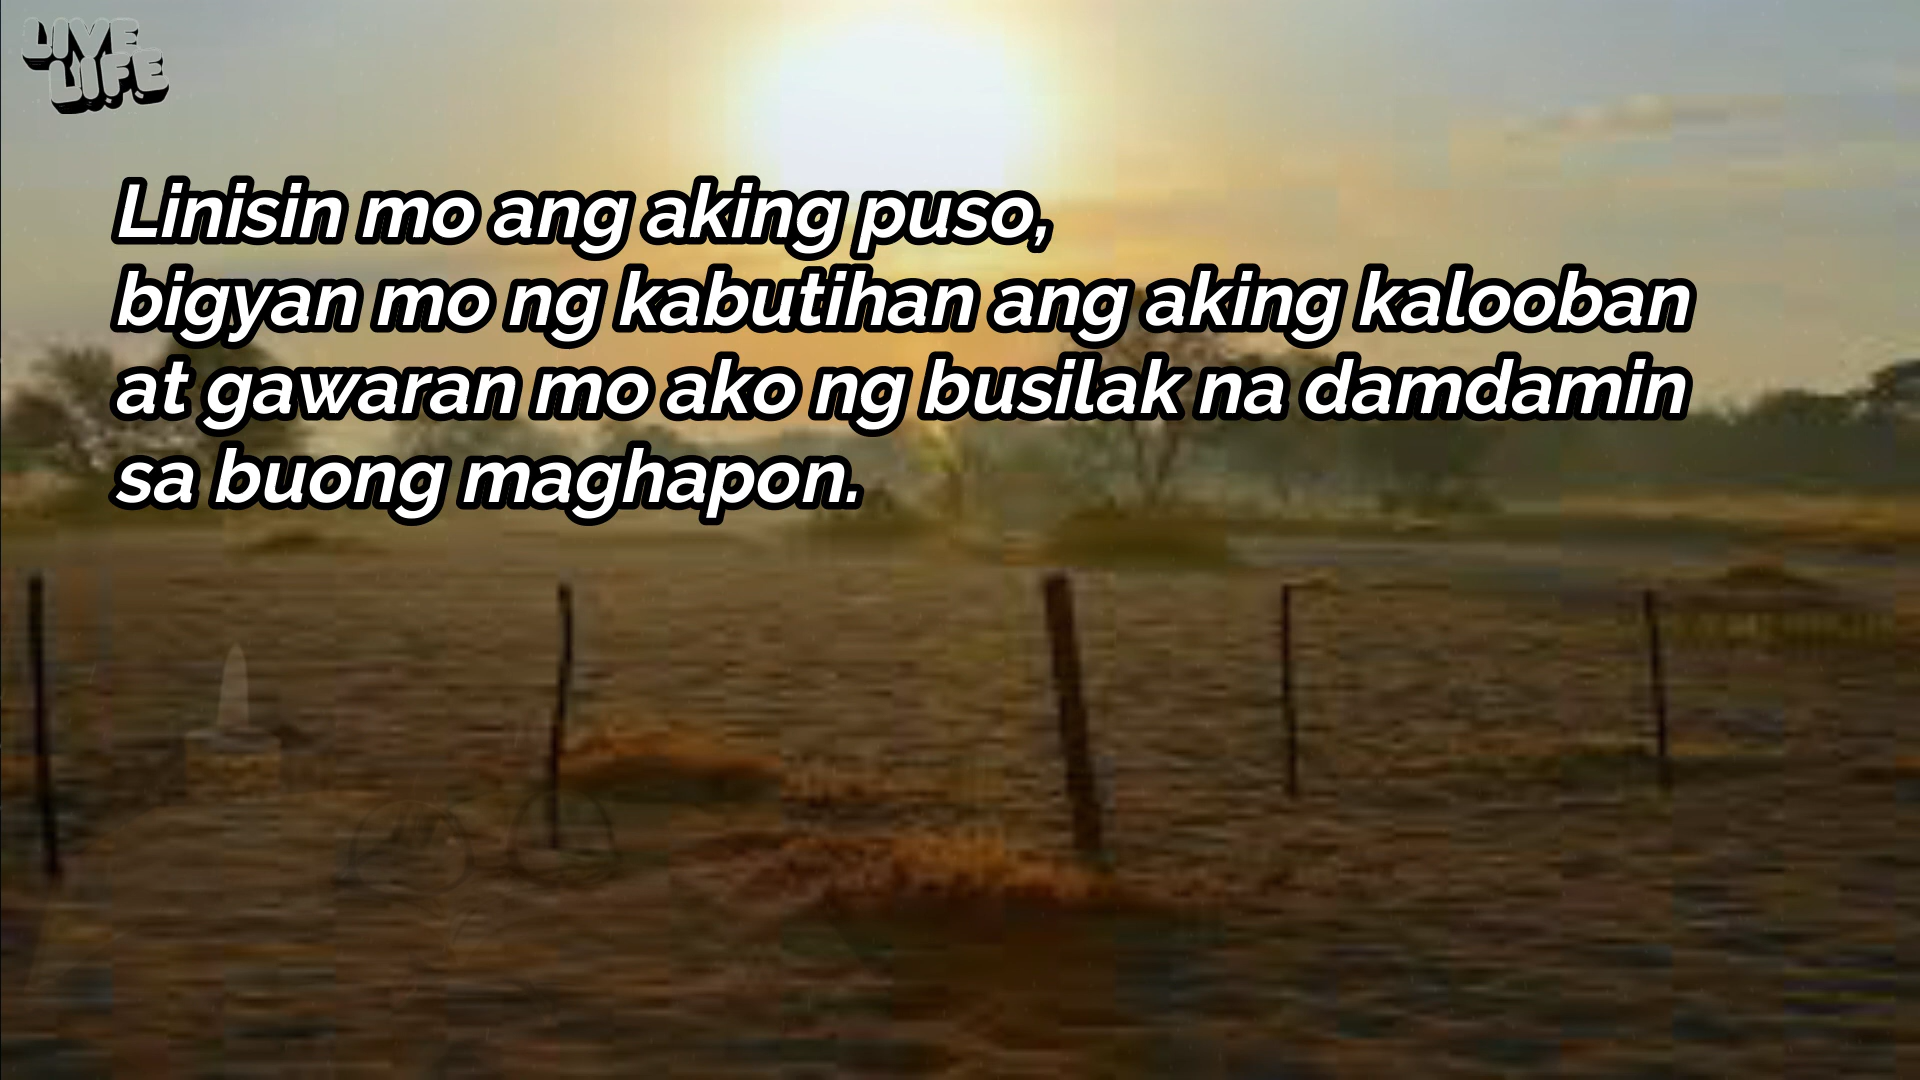 LIVE
LIFE
Linisin mo ang aking puso,
bigyan mo ng kabutihan ang aking kalooban
at gawaran mo ako ng busilak na damdamin
sa buong maghapon.